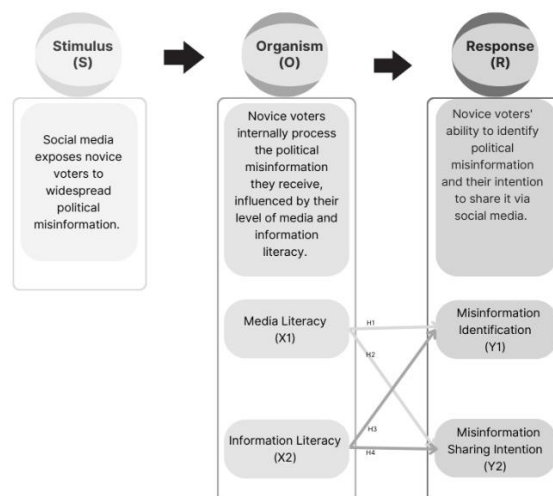 Stimulus
(S)
Organism
(O)
Response
(R)
Social media
exposes novice
voters to
widespread
political
misinformation.
Novice voters
internally process
the political
misinformation
they receive,
influenced by their
level of media and
information
literacy.
Novice voters'
ability to identify
political
misinformation
and their intention
to share it via
social media.
Media Literacy
(X1)
H1
H2
Misinformation
Identification
(Y1)
Information Literacy
(X2)
H3
H4
Misinformation
Sharing Intention
(Y2)